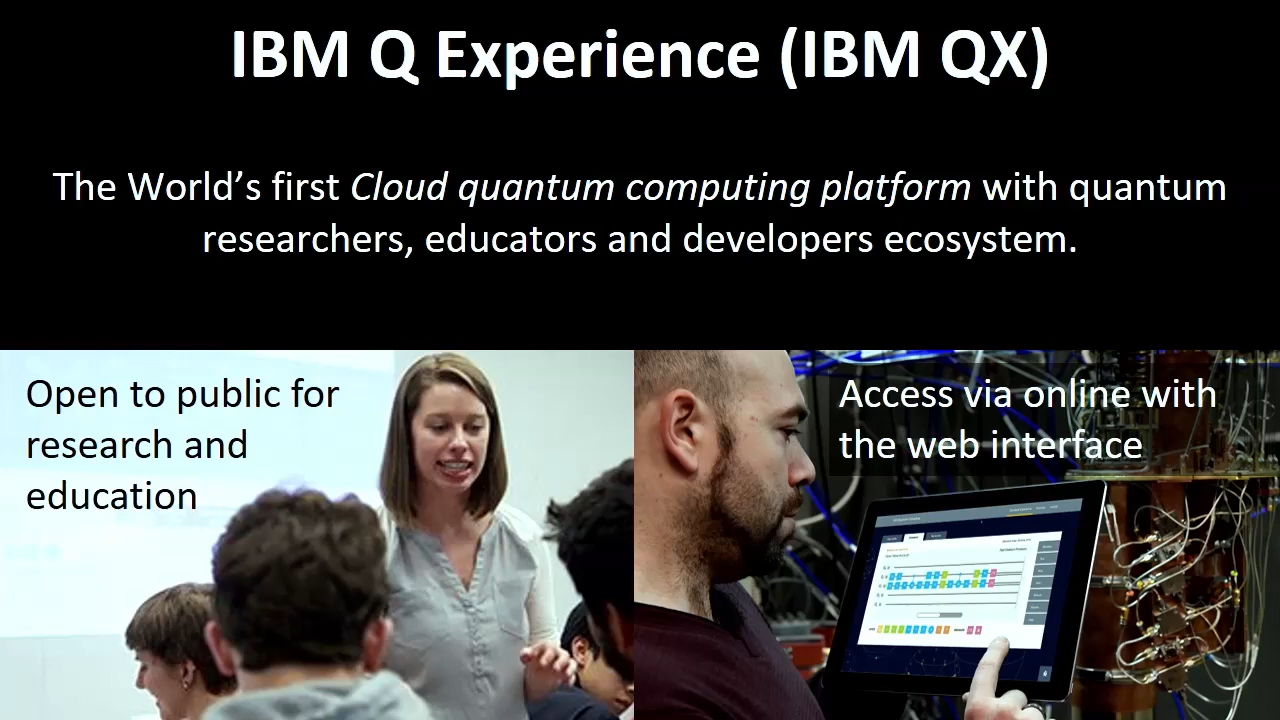 IBM Q Experience (IBM QX)
The World’s first Cloud quantum computing platform with quantum
researchers, educators and developers ecosystem.
Open to public for
research and
education
Access via online with
the web interface